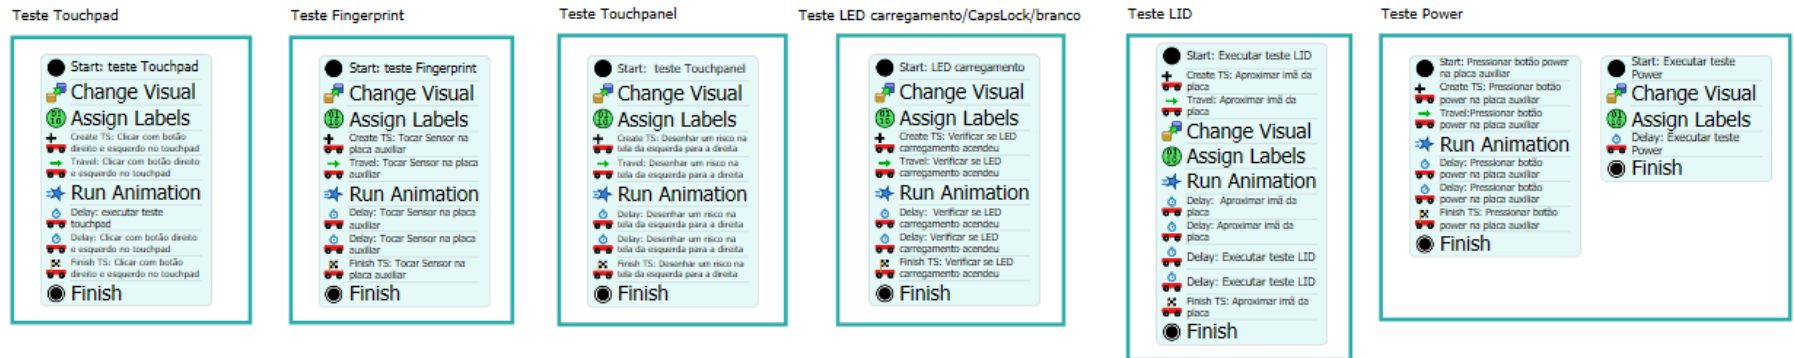 Teste Touchpad
Start: teste Touchpad
Change Visual
Assign Labels
Create TS: Clicar com botão
direito e esquerdo no touchpad
Travel: Clicar com botão direito
e esquerdo no touchpad
Run Animation
Delay: executar teste
touchpad
Delay: Clicar com botão direito
e esquerdo no touchpad
Finish TS: Clicar com botão
direito e esquerdo no touchpad
Finish
Teste Fingerprint
Start: teste Fingerprint
Change Visual
Assign Labels
Create TS: Tocar Sensor na
placa auxiliar
Travel: Tocar Sensor na placa
auxiliar
Run Animation
Delay: Tocar Sensor na placa
auxiliar
Delay: Tocar Sensor na placa
auxiliar
Finish TS: Tocar Sensor na
placa auxiliar
Finish
Teste Touchpanel
Start: teste Touchpanel
Change Visual
Assign Labels
Create TS: Desenhar um risco na
tela da esquerda para a direita
Travel: Desenhar um risco na
tela da esquerda para a direita
Run Animation
Delay: Desenhar um risco na
tela da esquerda para a direita
Delay: Desenhar um risco na
tela da esquerda para a direita
Finish TS: Desenhar um risco na
tela da esquerda para a direita
Finish
Teste LED carregamento/CapsLock/branco
Start: LED carregamento
Change Visual
Assign Labels
Create TS: Verificar se LED
carregamento acendeu
Travel: Verificar se LED
carregamento acendeu
Run Animation
Delay: Verificar se LED
carregamento acendeu
Delay: Verificar se LED
carregamento acendeu
Finish TS: Verificar se LED
carregamento acendeu
Finish
Teste LID
Start: Executar teste LID
Create TS: Aproximar imã da
placa
Travel: Aproximar imã da
placa
Change Visual
Assign Labels
Run Animation
Delay: Aproximar imã da
placa
Delay: Aproximar imã da
placa
Delay: Executar teste LID
Delay: Executar teste LID
Finish TS: Aproximar imã da
placa
Finish
Teste Power
Start: Pressionar botão power
na placa auxiliar
Create TS: Pressionar botão
power na placa auxiliar
Travel:Pressionar botão
power na placa auxiliar
Run Animation
Delay: Pressionar botão
power na placa auxiliar
Delay: Pressionar botão
power na placa auxiliar
Finish TS: Pressionar botão
power na placa auxiliar
Finish
Start: Executar teste
Power
Change Visual
Assign Labels
Delay: Executar teste
Power
Finish